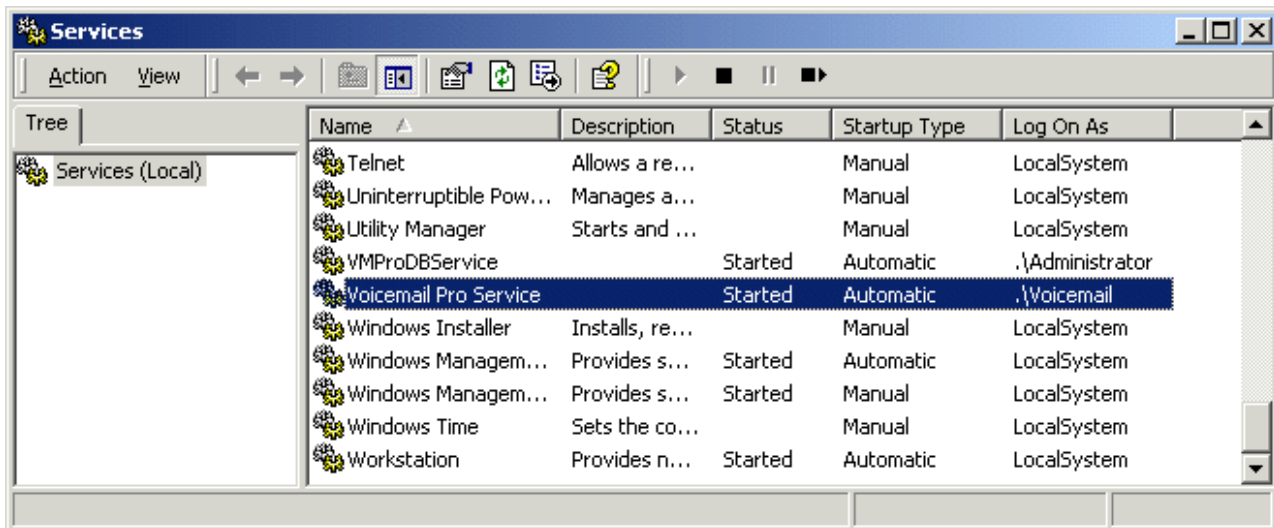 Services
Action View
Tree
Name Description Status Startup Type Log On As
Services (Local)
Telnet Allows a re... Manual LocalSystem
Uninterruptible Pow... Manages a... Manual LocalSystem
Utility Manager Starts and ... Manual LocalSystem
VMProDBService Started Automatic .\Administrator
Voicemail Pro Service Started Automatic .\Voicemail
Windows Installer Installs, re... Manual LocalSystem
Windows Managem... Provides s... Started Automatic LocalSystem
Windows Managem... Provides s... Started Manual LocalSystem
Windows Time Sets the co... Manual LocalSystem
Workstation Provides n... Started Automatic LocalSystem